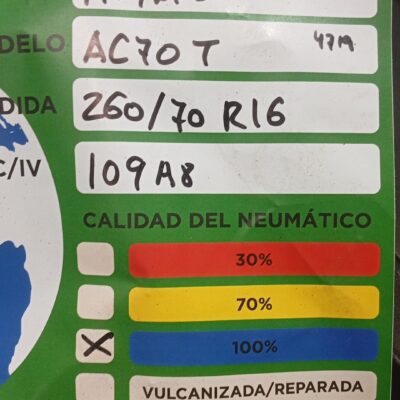 DELO AC70 T 47M
DIDA 260/70 R16
C/IV 109 A8
CALIDAD DEL NEUMÁTICO
30%
70%
X 100%
VULCANIZADA/REPARADA